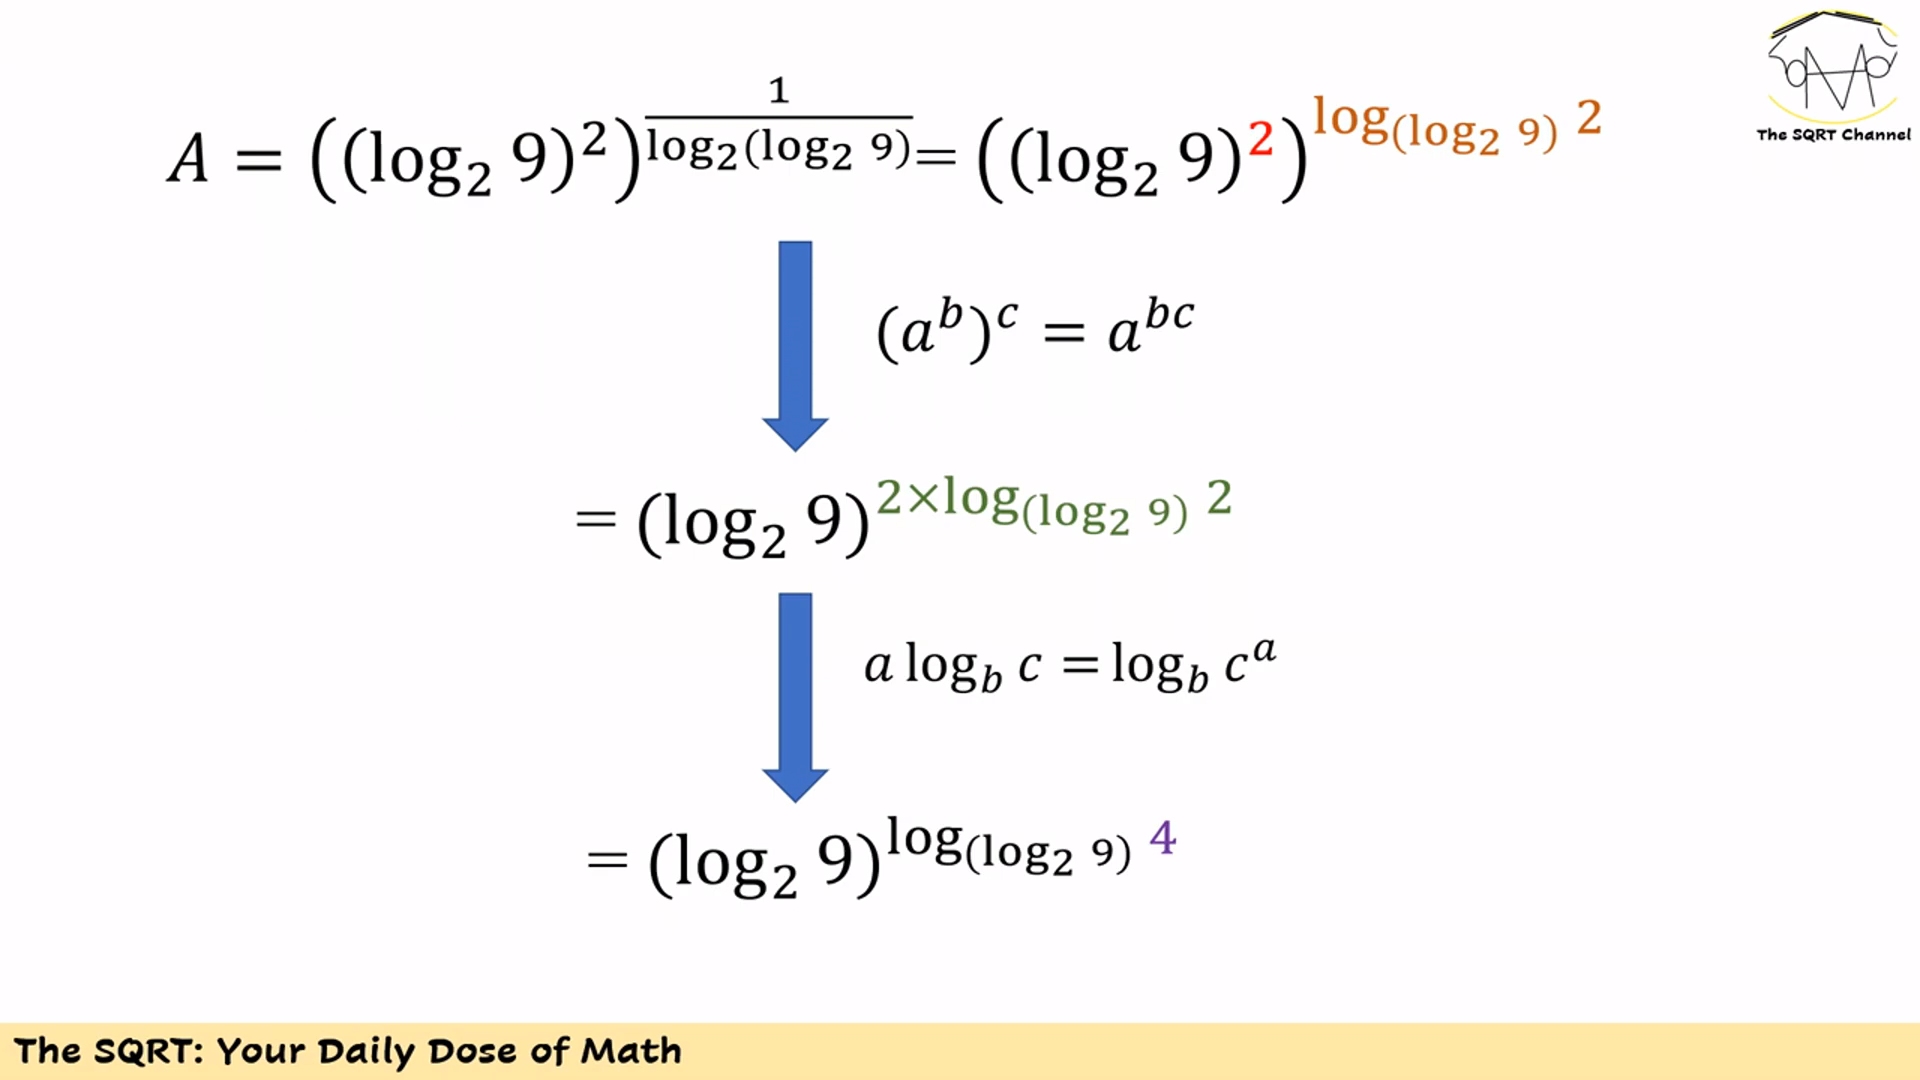 A = ((log₂ 9)²)^(1/(log₂(log₂ 9))) = ((log₂ 9)²)^(log_(log₂ 9) 2)
The SQRT Channel
(a^b)^c = a^(bc)
= (log₂ 9)^(2×log_(log₂ 9) 2)
a log_b c = log_b c^a
= (log₂ 9)^(log_(log₂ 9) 4)
The SQRT: Your Daily Dose of Math